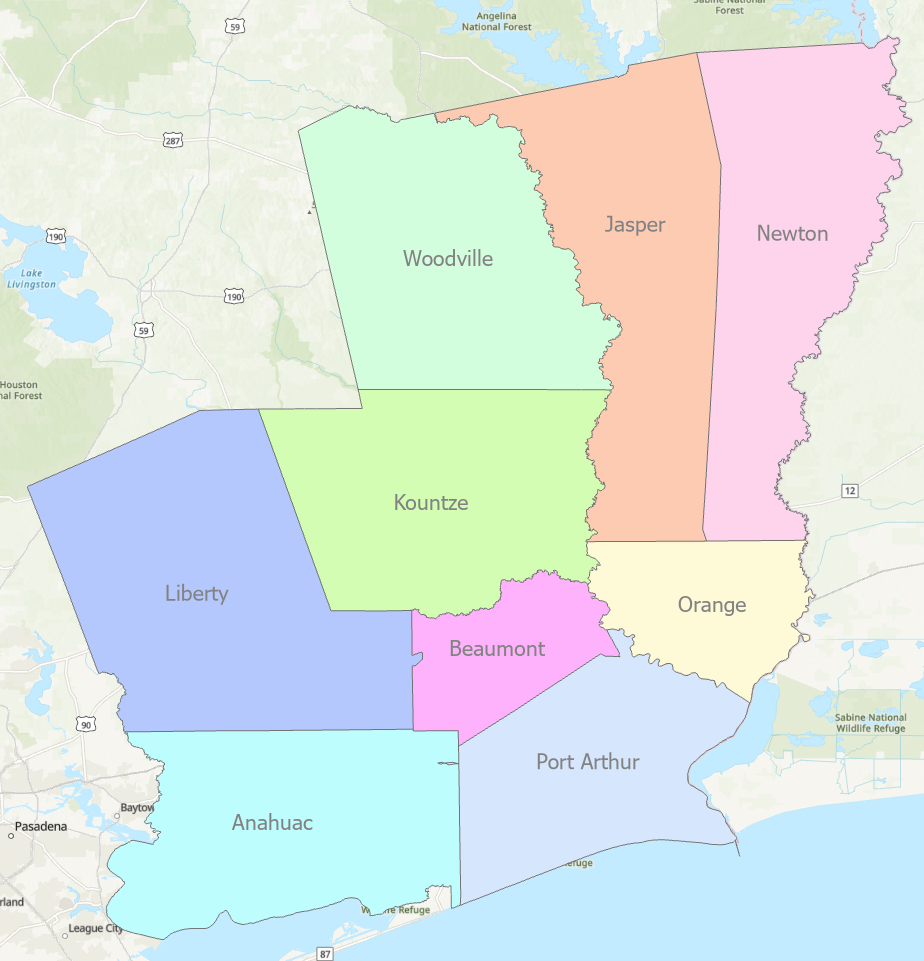 Sabine National
Forest
Angelina
National Forest
59
287
190
Lake
Livingston
190
59
Houston
nal Forest
Woodville
Jasper
Newton
Kountze
12
Liberty
Orange
Beaumont
90
Sabine National
Wildlife Refuge
Port Arthur
Baytow
Pasadena
Anahuac
efuge
rland
Wildlife Refuge
League City
87